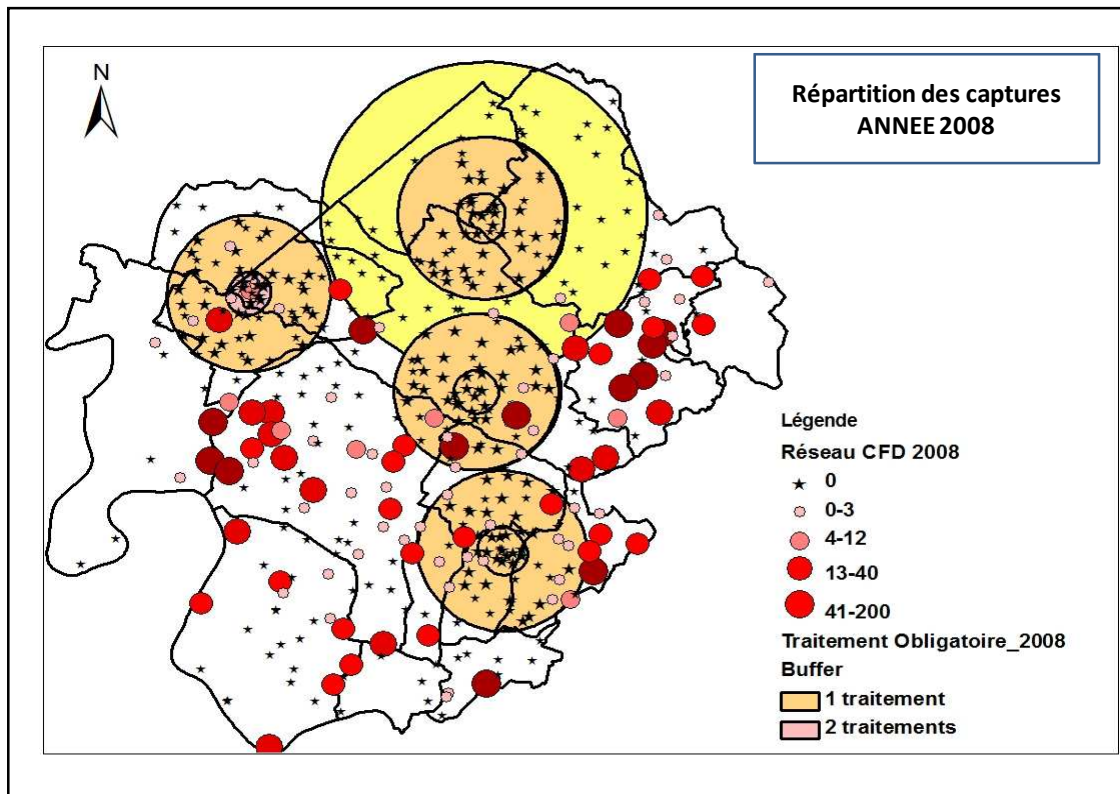 N
Répartition des captures
ANNEE 2008
Légende
Réseau CFD 2008
0
0-3
4-12
13-40
41-200
Traitement Obligatoire_2008
Buffer
1 traitement
2 traitements